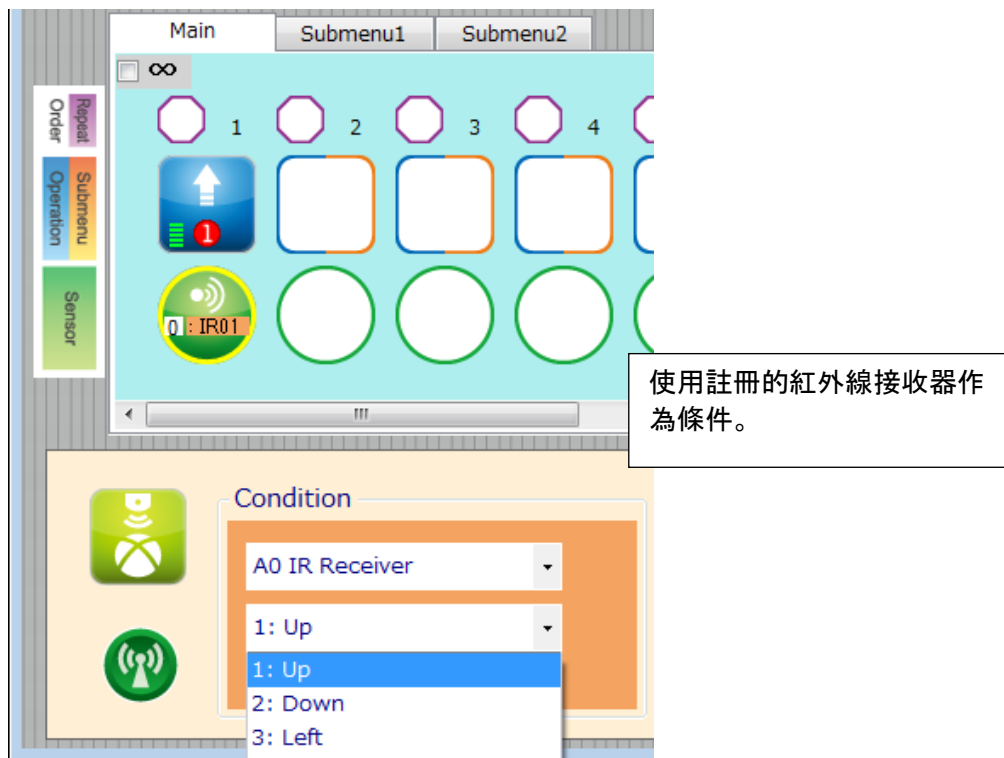 Main
Submenu1
Submenu2
∞
Repeat
Order
1
2
3
4
Submenu
Operation
1
Sensor
0 : IR01
使用註冊的紅外線接收器作
為條件。
Condition
A0 IR Receiver
1: Up
1: Up
2: Down
3: Left